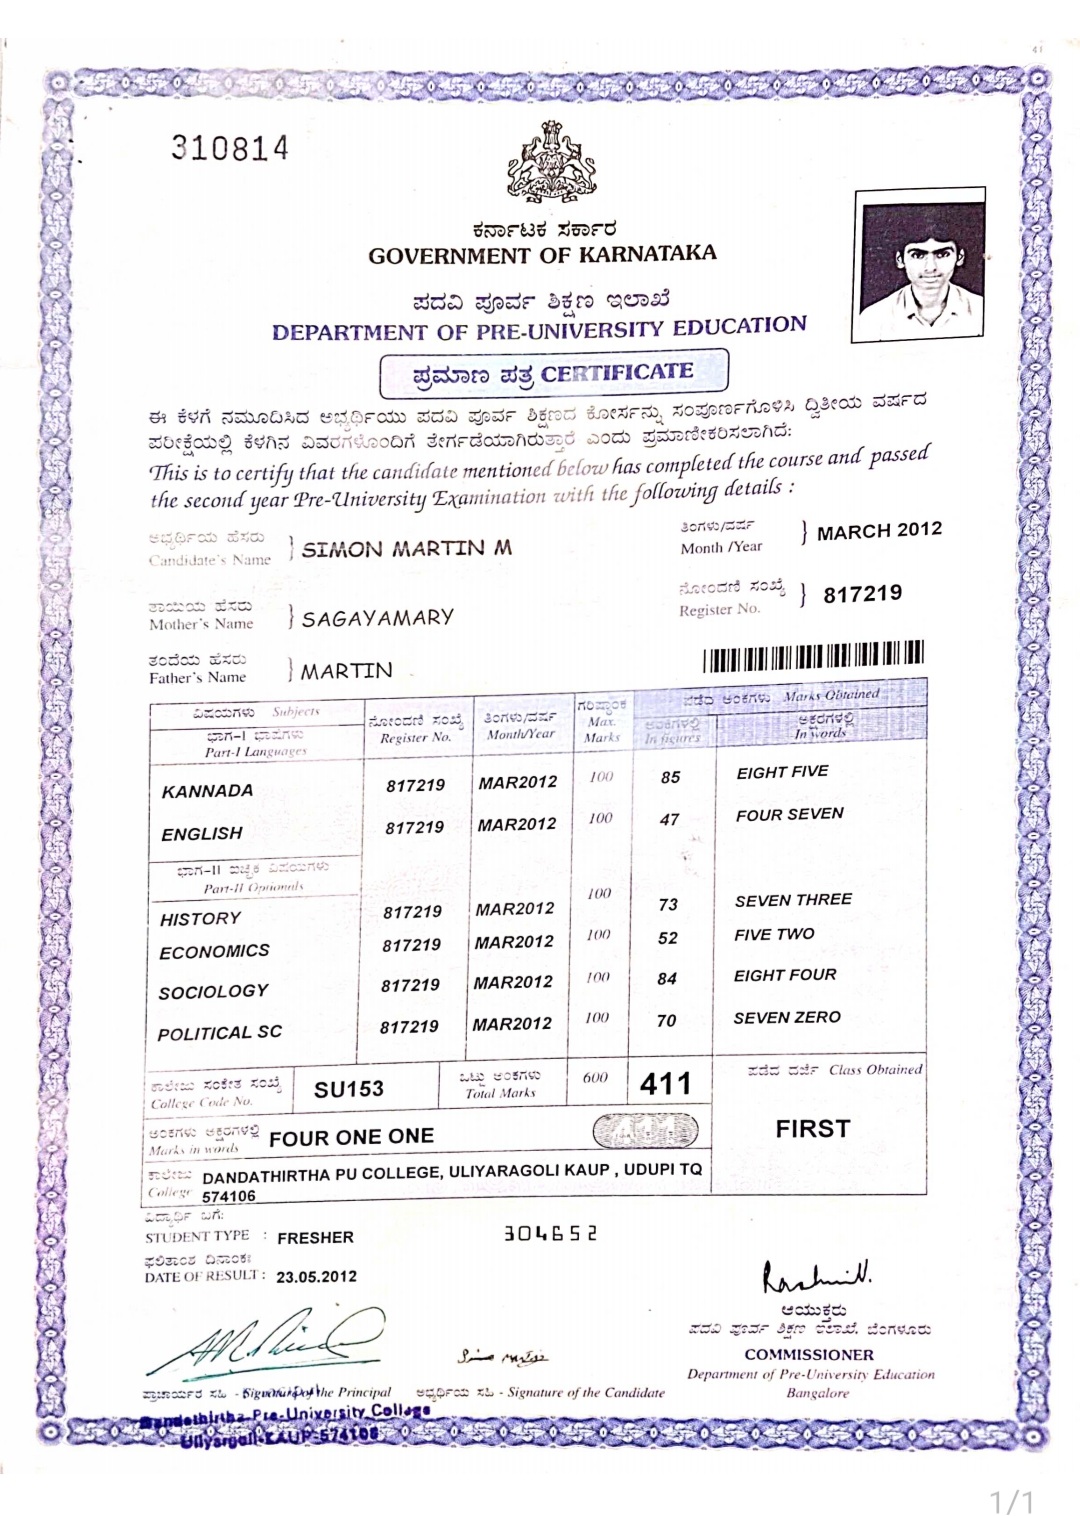 310814
ಕರ್ನಾಟಕ ಸರ್ಕಾರ
GOVERNMENT OF KARNATAKA
ಪದವಿ ಪೂರ್ವ ಶಿಕ್ಷಣ ಇಲಾಖೆ
DEPARTMENT OF PRE-UNIVERSITY EDUCATION
ಪ್ರಮಾಣ ಪತ್ರ CERTIFICATE
ಈ ಕೆಳಗೆ ನಮೂದಿಸಿದ ಅಭ್ಯರ್ಥಿಯು ಪದವಿ ಪೂರ್ವ ಶಿಕ್ಷಣದ ಕೋರ್ಸನ್ನು ಸಂಪೂರ್ಣಗೊಳಿಸಿ ದ್ವಿತೀಯ ವರ್ಷದ
ಪರೀಕ್ಷೆಯಲ್ಲಿ ಕೆಳಗಿನ ವಿವರಗಳೊಂದಿಗೆ ತೇರ್ಗಡೆಯಾಗಿರುತ್ತಾರೆ ಎಂದು ಪ್ರಮಾಣೀಕರಿಸಲಾಗಿದೆ:
This is to certify that the candidate mentioned below has completed the course and passed
the second year Pre-University Examination with the following details :
ಅಭ್ಯರ್ಥಿಯ ಹೆಸರು
Candidate's Name } SIMON MARTIN M
ತಿಂಗಳು/ವರ್ಷ
Month /Year } MARCH 2012
ತಾಯಿಯ ಹೆಸರು
Mother's Name } SAGAYAMARY
ನೋಂದಣಿ ಸಂಖ್ಯೆ
Register No. } 817219
ತಂದೆಯ ಹೆಸರು
Father's Name } MARTIN
ವಿಷಯಗಳು Subjects
ಭಾಗ-I ಭಾಷೆಗಳು
Part-I Languages
ನೋಂದಣಿ ಸಂಖ್ಯೆ
Register No.
ತಿಂಗಳು/ವರ್ಷ
Month/Year
ಗರಿಷ್ಠಾಂಕ
Max.
Marks
ಪಡೆದ ಅಂಕಗಳು Marks Obtained
ಅಂಕಗಳಲ್ಲಿ
In figures
ಅಕ್ಷರಗಳಲ್ಲಿ
In words
KANNADA 817219 MAR2012 100 85 EIGHT FIVE
ENGLISH 817219 MAR2012 100 47 FOUR SEVEN
ಭಾಗ-II ಐಚ್ಛಿಕ ವಿಷಯಗಳು
Part-II Optionals
HISTORY 817219 MAR2012 100 73 SEVEN THREE
ECONOMICS 817219 MAR2012 100 52 FIVE TWO
SOCIOLOGY 817219 MAR2012 100 84 EIGHT FOUR
POLITICAL SC 817219 MAR2012 100 70 SEVEN ZERO
ಕಾಲೇಜು ಸಂಕೇತ ಸಂಖ್ಯೆ
College Code No. SU153
ಒಟ್ಟು ಅಂಕಗಳು
Total Marks 600 411
ಪಡೆದ ದರ್ಜೆ Class Obtained
FIRST
ಅಂಕಗಳು ಅಕ್ಷರಗಳಲ್ಲಿ
Marks in words FOUR ONE ONE
411
ಕಾಲೇಜು
College DANDATHIRTHA PU COLLEGE, ULIYARAGOLI KAUP , UDUPI TQ
574106
ವಿದ್ಯಾರ್ಥಿ ಬಗೆ:
STUDENT TYPE : FRESHER
304652
ಫಲಿತಾಂಶ ದಿನಾಂಕ:
DATE OF RESULT : 23.05.2012
ಆಯುಕ್ತರು
ಪದವಿ ಪೂರ್ವ ಶಿಕ್ಷಣ ಇಲಾಖೆ, ಬೆಂಗಳೂರು
COMMISSIONER
Department of Pre-University Education
Bangalore
ಪ್ರಾಚಾರ್ಯರ ಸಹಿ - Signature of the Principal
ಅಭ್ಯರ್ಥಿಯ ಸಹಿ - Signature of the Candidate
Dandathirtha Pre-University College
Uliyargoli-KAUP-574106
1/1